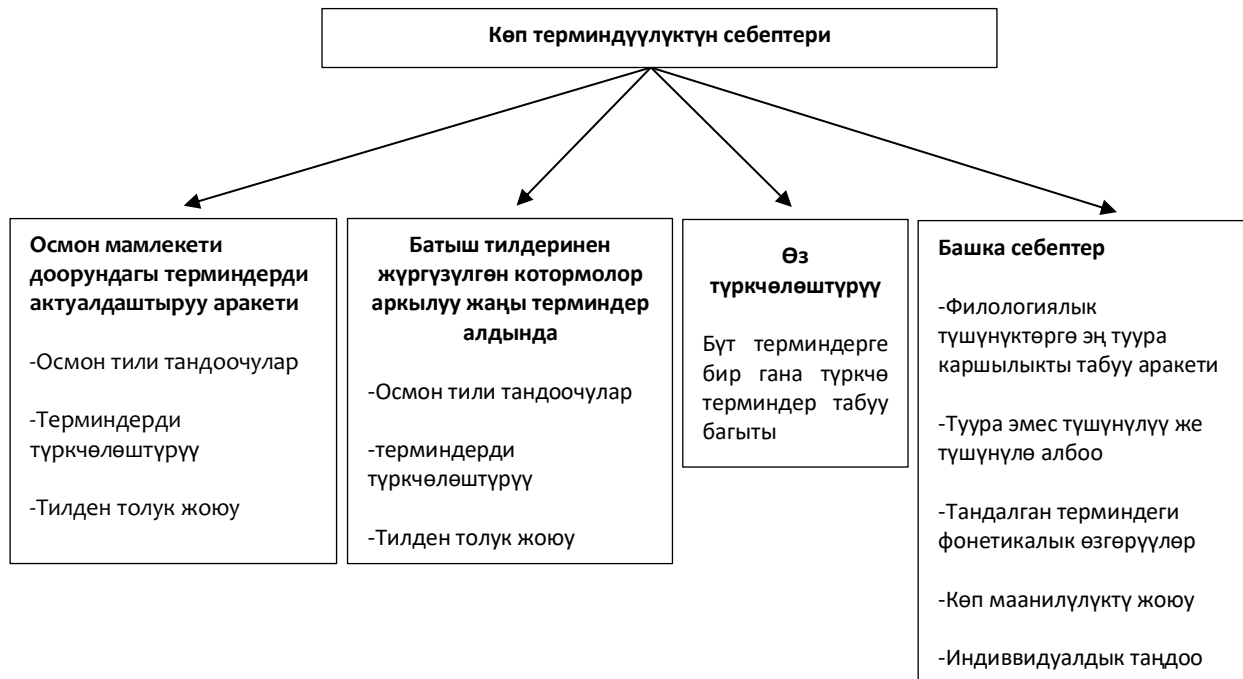 Көп терминдүүлүктүн себептери
Осмон мамлекети
доорундагы терминдерди
актуалдаштыруу аракети
-Осмон тили тандоочулар
-Терминдерди
түркчөлөштүрүү
-Тилден толук жоюу
Батыш тилдеринен
жүргүзүлгөн котормолор
аркылуу жаңы терминдер
алдында
-Осмон тили тандоочулар
-терминдерди
түркчөлөштүрүү
-Тилден толук жоюу
Өз
түркчөлөштүрүү
Бүт терминдерге
бир гана түркчө
терминдер табуу
багыты
Башка себептер
-Филологиялык
түшүнүктөргө эң туура
каршылыкты табуу аракети
-Туура эмес түшүнүлүү же
түшүнүлө албоо
-Тандалган терминдеги
фонетикалык өзгөрүүлөр
-Көп маанилүлүктү жоюу
-Индиввидуалдык таңдоо